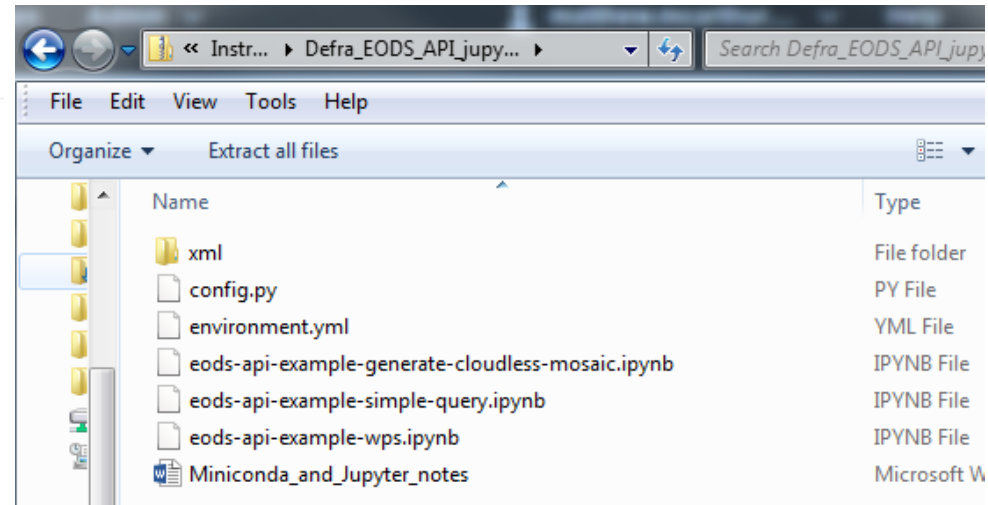 « Instr... ▸ Defra_EODS_API_jupy... ▸ Search Defra_EODS_API_jupy
File Edit View Tools Help
Organize Extract all files
Name Type
xml File folder
config.py PY File
environment.yml YML File
eods-api-example-generate-cloudless-mosaic.ipynb IPYNB File
eods-api-example-simple-query.ipynb IPYNB File
eods-api-example-wps.ipynb IPYNB File
Miniconda_and_Jupyter_notes Microsoft W